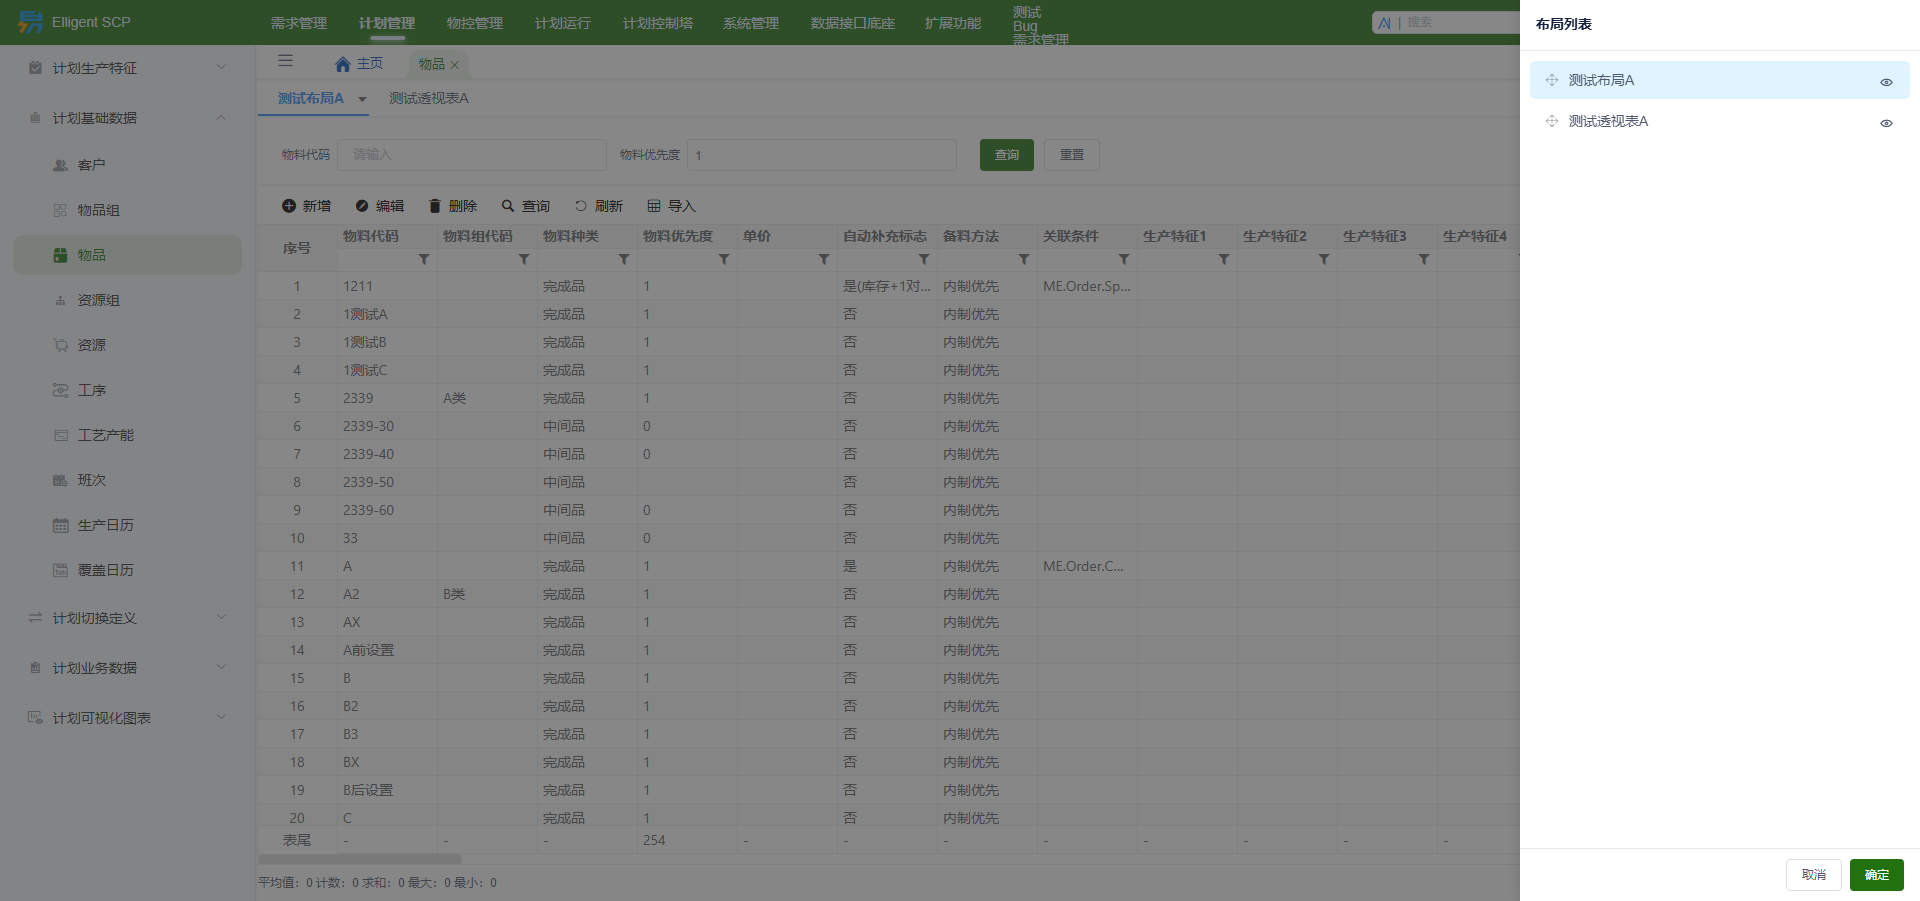 Elligent SCP
需求管理 计划管理 物控管理 计划运行 计划控制塔 系统管理 数据接口底座 扩展功能 测试
Bug
需求管理
搜索
计划生产特征
计划基础数据
客户
物品组
物品
资源组
资源
工序
工艺产能
班次
生产日历
覆盖日历
计划切换定义
计划业务数据
计划可视化图表
主页 物品
测试布局A 测试透视表A
物料代码 请输入 物料优先度 1 查询 重置
新增 编辑 删除 查询 刷新 导入
序号 物料代码 物料组代码 物料种类 物料优先度 单价 自动补充标志 备料方法 关联条件 生产特征1 生产特征2 生产特征3 生产特征4
1 1211 完成品 1 是(库存+1对... 内制优先 ME.Order.Sp...
2 1测试A 完成品 1 否 内制优先
3 1测试B 完成品 1 否 内制优先
4 1测试C 完成品 1 否 内制优先
5 2339 A类 完成品 1 否 内制优先
6 2339-30 中间品 0 否 内制优先
7 2339-40 中间品 0 否 内制优先
8 2339-50 中间品 否 内制优先
9 2339-60 中间品 0 否 内制优先
10 33 中间品 0 否 内制优先
11 A 完成品 1 是 内制优先 ME.Order.C...
12 A2 B类 完成品 1 否 内制优先
13 AX 完成品 1 否 内制优先
14 A前设置 完成品 1 否 内制优先
15 B 完成品 1 否 内制优先
16 B2 完成品 1 否 内制优先
17 B3 完成品 1 否 内制优先
18 BX 完成品 1 否 内制优先
19 B后设置 完成品 1 否 内制优先
20 C 完成品 1 否 内制优先
表尾 - - - 254 - - - - - - - -
平均值: 0 计数: 0 求和: 0 最大: 0 最小: 0
布局列表
测试布局A
测试透视表A
取消 确定